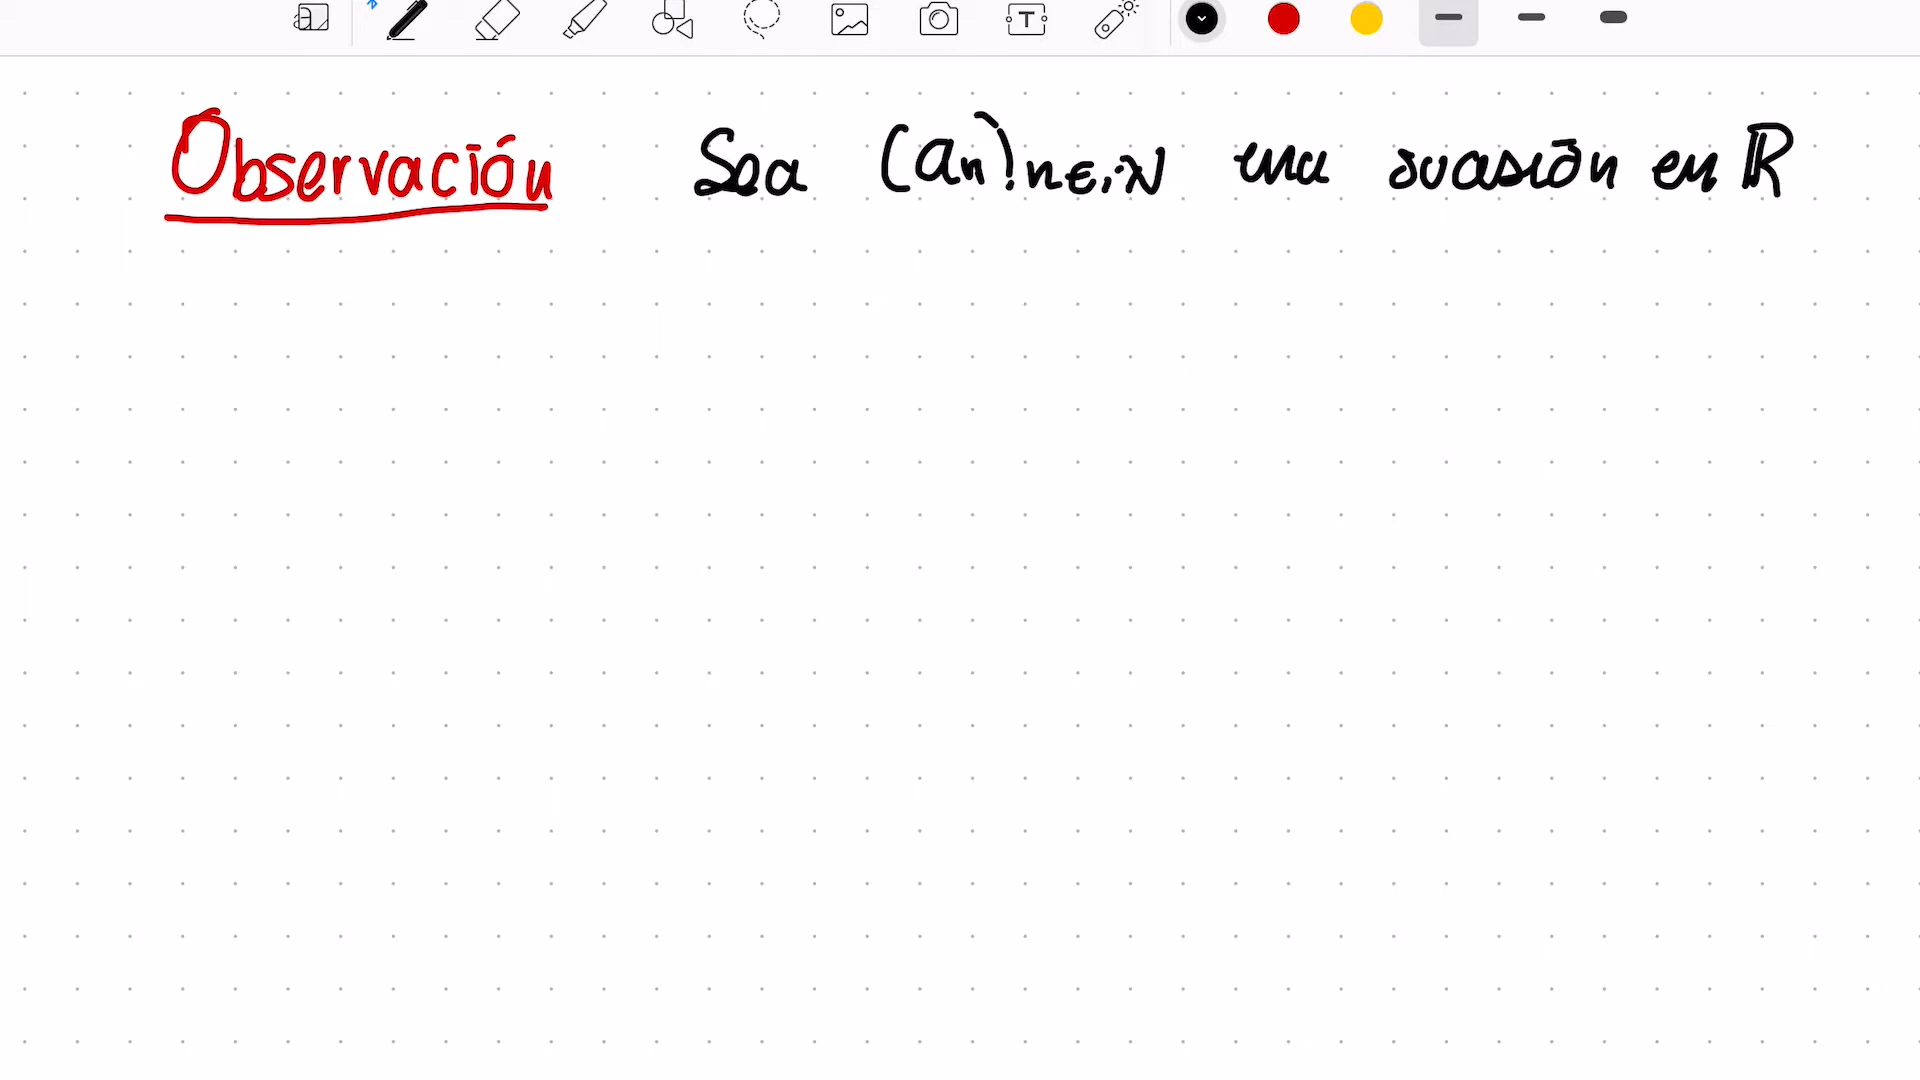 Observación Sea (an)n∈ℕ una sucesión en ℝ